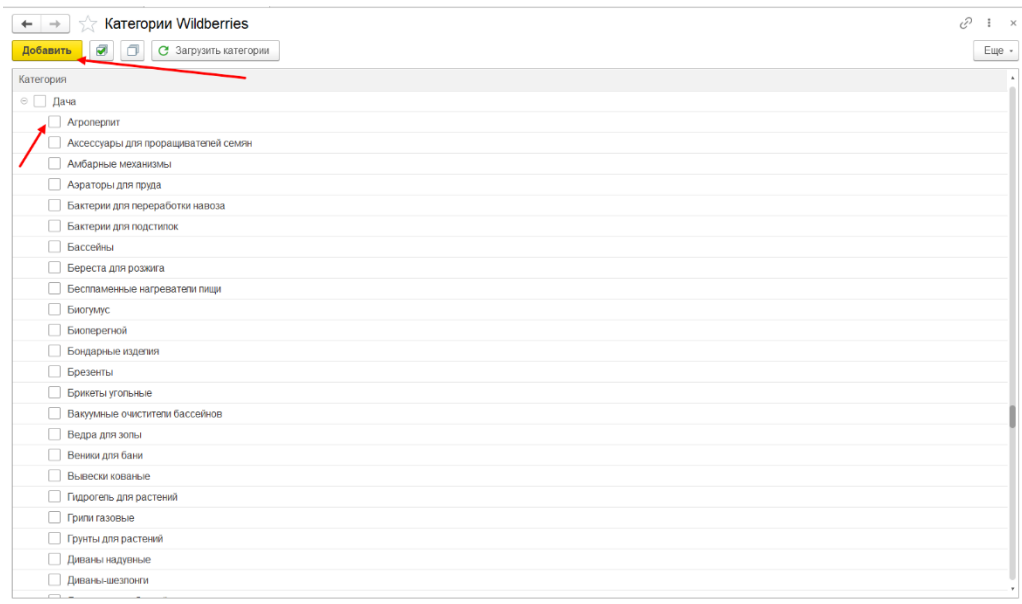 Категории Wildberries
Добавить Загрузить категории Еще
Категория
Дача
Агроперлит
Аксессуары для проращивателей семян
Амбарные механизмы
Аэраторы для пруда
Бактерии для переработки навоза
Бактерии для подстилок
Бассейны
Береста для розжига
Беспламенные нагреватели пищи
Биогумус
Биоперегной
Бондарные изделия
Брезенты
Брикеты угольные
Вакуумные очистители бассейнов
Ведра для золы
Веники для бани
Вывески кованые
Гидрогель для растений
Грили газовые
Грунты для растений
Диваны надувные
Диваны-шезлонги